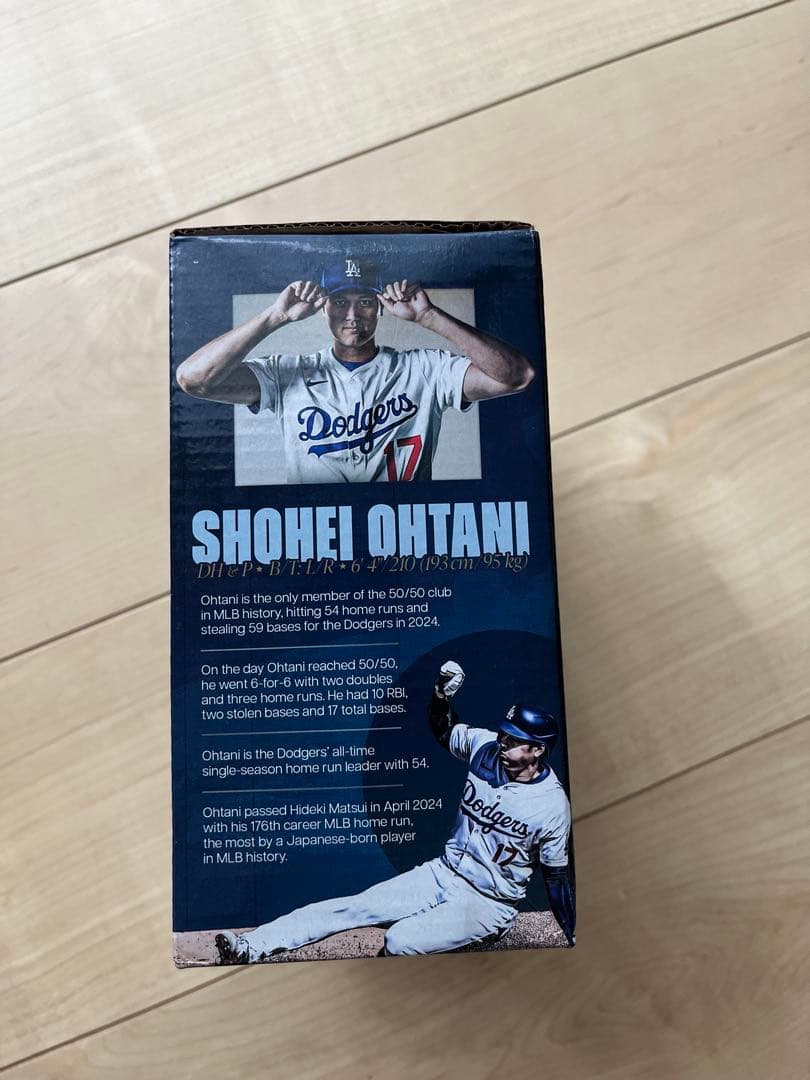 LA
Dodgers
17
SHOHEI OHTANI
DH & P ★ B/T: L/R ★ 6' 4"/210 (193 cm / 95 kg)
Ohtani is the only member of the 50/50 club
in MLB history, hitting 54 home runs and
stealing 59 bases for the Dodgers in 2024.
On the day Ohtani reached 50/50,
he went 6-for-6 with two doubles
and three home runs. He had 10 RBI,
two stolen bases and 17 total bases.
Ohtani is the Dodgers' all-time
single-season home run leader with 54.
Ohtani passed Hideki Matsui in April 2024
with his 176th career MLB home run,
the most by a Japanese-born player
in MLB history.
LA
Dodgers
17